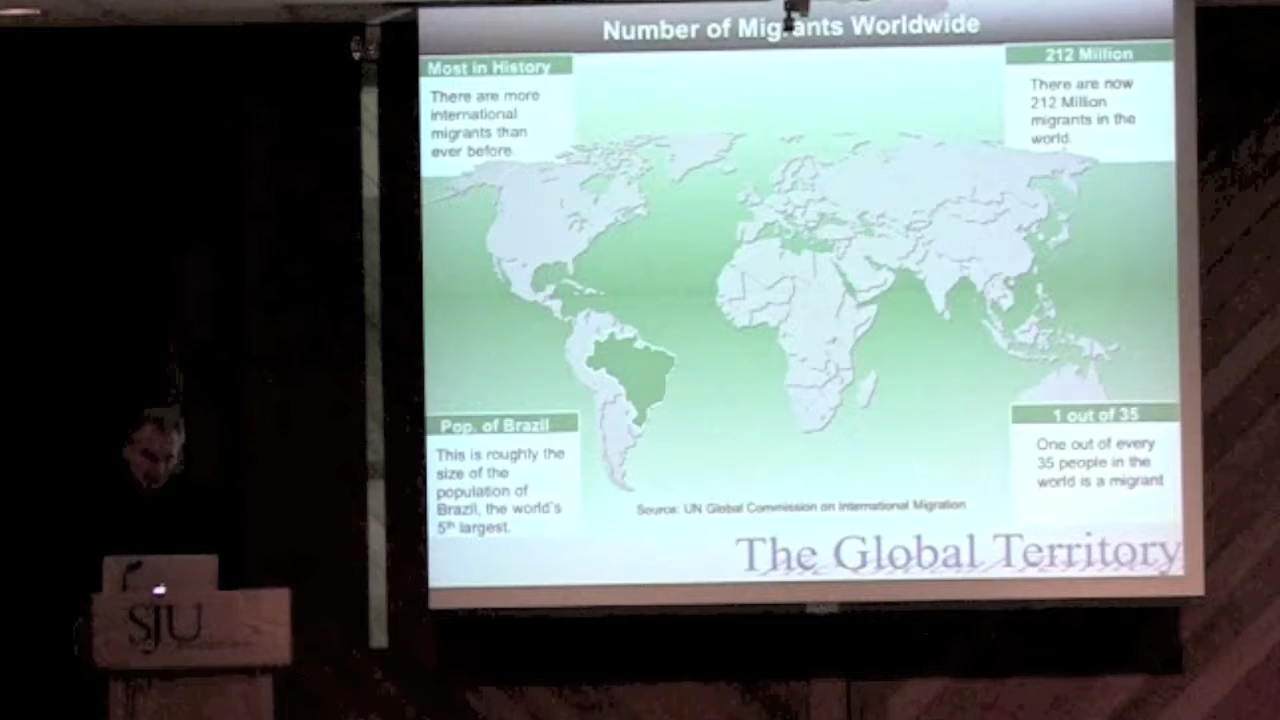 Number of Migrants Worldwide
Most in History
There are more
international
migrants than
ever before.
212 Million
There are now
212 Million
migrants in the
world.
Pop. of Brazil
This is roughly the
size of the
population of
Brazil, the world's
5th largest.
1 out of 35
One out of every
35 people in the
world is a migrant
Source: UN Global Commission on International Migration
The Global Territory
SJU